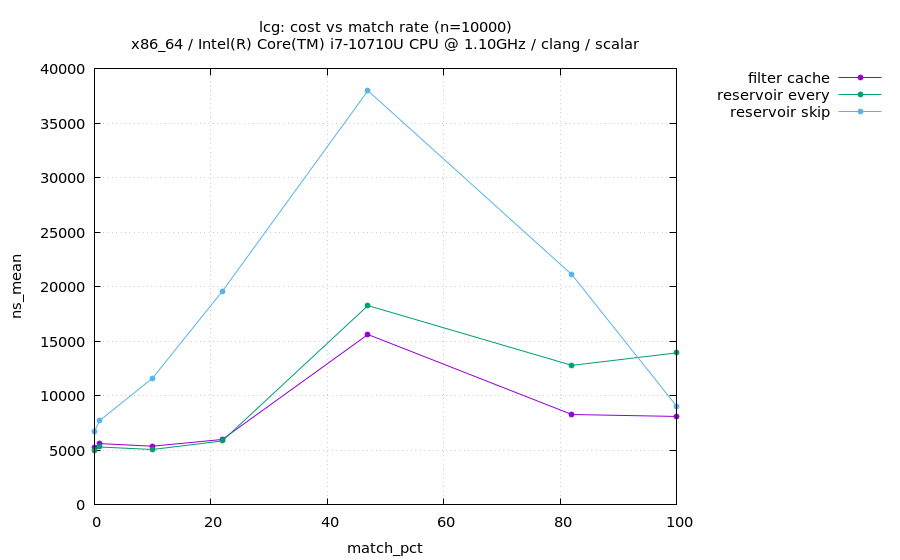 lcg: cost vs match rate (n=10000)
x86_64 / Intel(R) Core(TM) i7-10710U CPU @ 1.10GHz / clang / scalar
filter cache
reservoir every
reservoir skip
ns_mean
40000
35000
30000
25000
20000
15000
10000
5000
0
0 20 40 60 80 100
match_pct